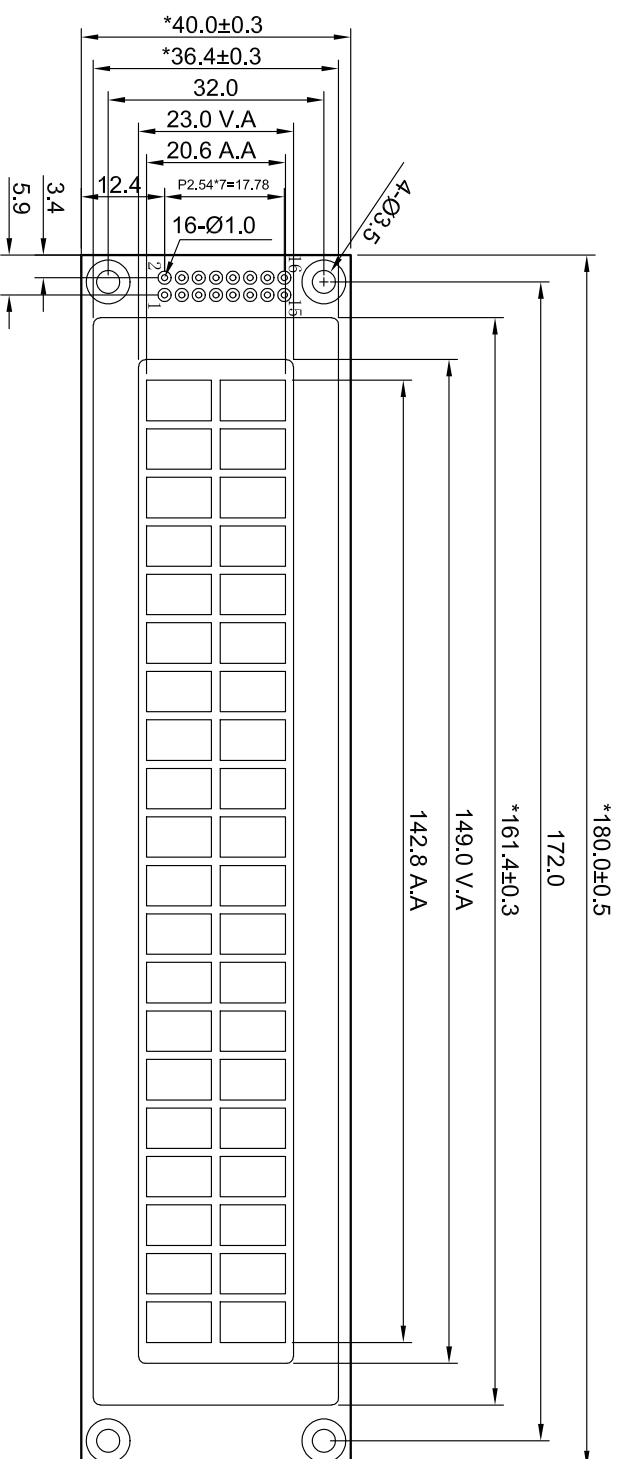 *40.0±0.3
*36.4±0.3
32.0
23.0 V.A
20.6 A.A
12.4
P2.54*7=17.78
16-Ø1.0
4-Ø3.5
3.4
5.9
2
16
1
15
142.8 A.A
149.0 V.A
*161.4±0.3
172.0
*180.0±0.5